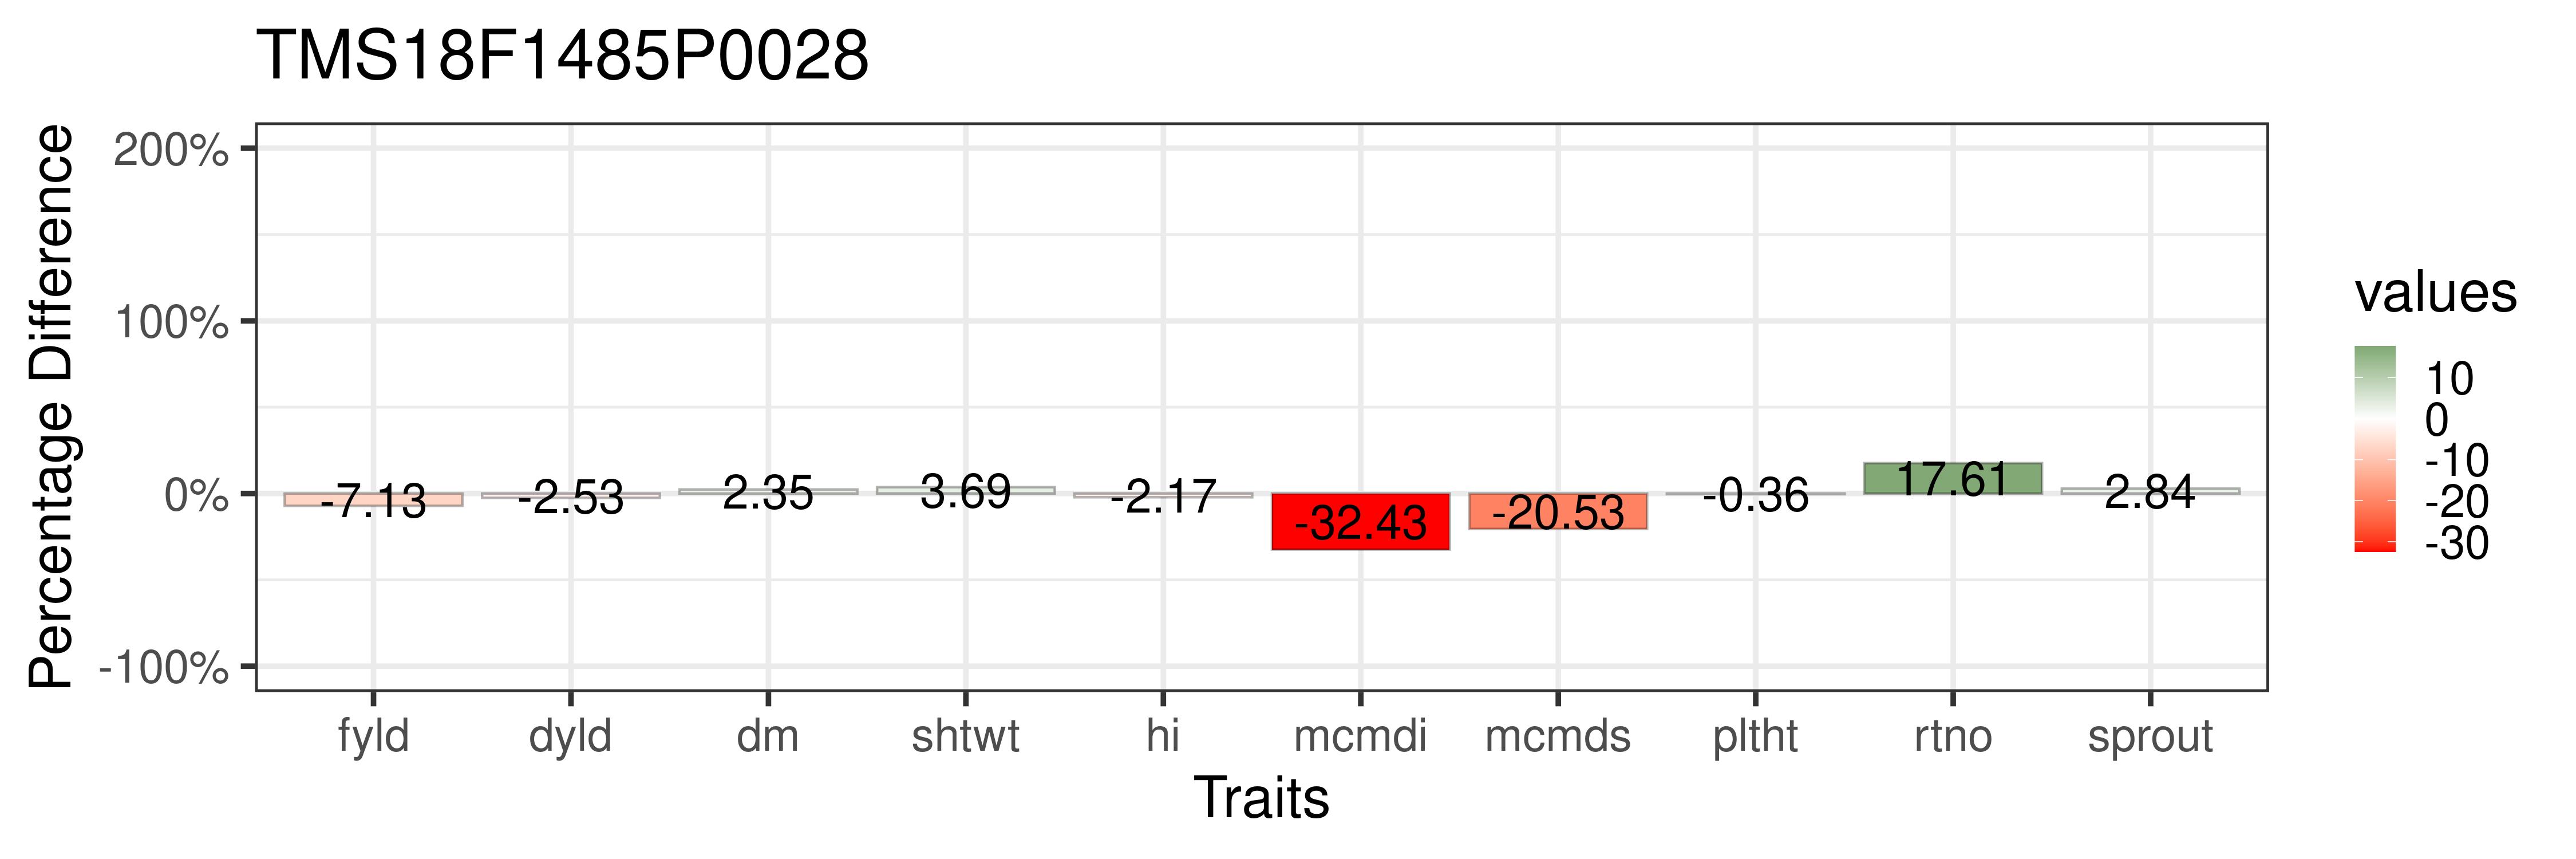 TMS18F1485P0028
Percentage Difference
200%
100%
0%
-100%
-7.13 -2.53 2.35 3.69 -2.17 -32.43 -20.53 -0.36 17.61 2.84
fyld dyld dm shtwt hi mcmdi mcmds pltht rtno sprout
Traits
values
10
0
-10
-20
-30